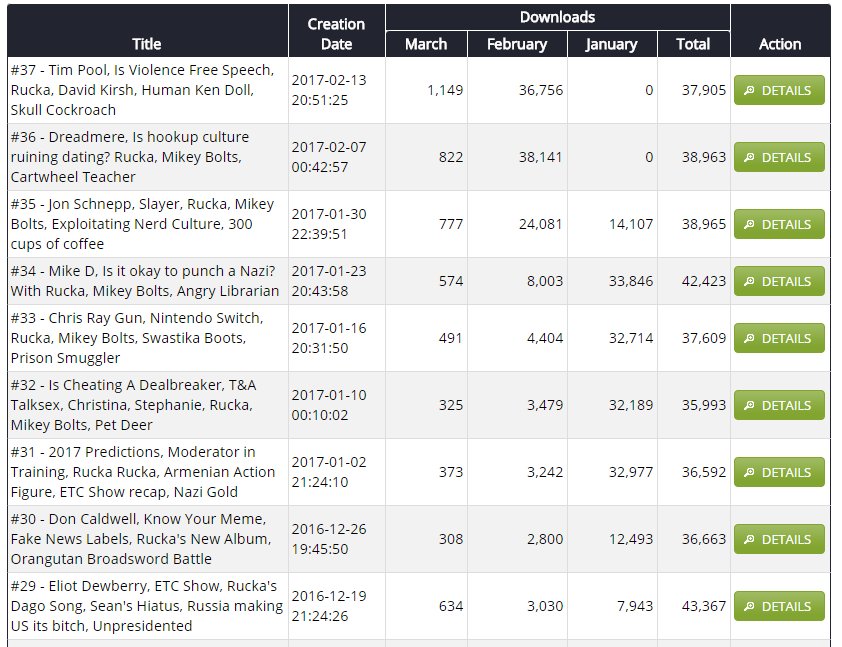 Title
Creation
Date
Downloads
March February January Total
Action
#37 - Tim Pool, Is Violence Free Speech,
Rucka, David Kirsh, Human Ken Doll,
Skull Cockroach
2017-02-13
20:51:25
1,149 36,756 0 37,905 DETAILS
#36 - Dreadmere, Is hookup culture
ruining dating? Rucka, Mikey Bolts,
Cartwheel Teacher
2017-02-07
00:42:57
822 38,141 0 38,963 DETAILS
#35 - Jon Schnepp, Slayer, Rucka, Mikey
Bolts, Exploitating Nerd Culture, 300
cups of coffee
2017-01-30
22:39:51
777 24,081 14,107 38,965 DETAILS
#34 - Mike D, Is it okay to punch a Nazi?
With Rucka, Mikey Bolts, Angry Librarian
2017-01-23
20:43:58
574 8,003 33,846 42,423 DETAILS
#33 - Chris Ray Gun, Nintendo Switch,
Rucka, Mikey Bolts, Swastika Boots,
Prison Smuggler
2017-01-16
20:31:50
491 4,404 32,714 37,609 DETAILS
#32 - Is Cheating A Dealbreaker, T&A
Talksex, Christina, Stephanie, Rucka,
Mikey Bolts, Pet Deer
2017-01-10
00:10:02
325 3,479 32,189 35,993 DETAILS
#31 - 2017 Predictions, Moderator in
Training, Rucka Rucka, Armenian Action
Figure, ETC Show recap, Nazi Gold
2017-01-02
21:24:10
373 3,242 32,977 36,592 DETAILS
#30 - Don Caldwell, Know Your Meme,
Fake News Labels, Rucka's New Album,
Orangutan Broadsword Battle
2016-12-26
19:45:50
308 2,800 12,493 36,663 DETAILS
#29 - Eliot Dewberry, ETC Show, Rucka's
Dago Song, Sean's Hiatus, Russia making
US its bitch, Unpresidented
2016-12-19
21:24:26
634 3,030 7,943 43,367 DETAILS